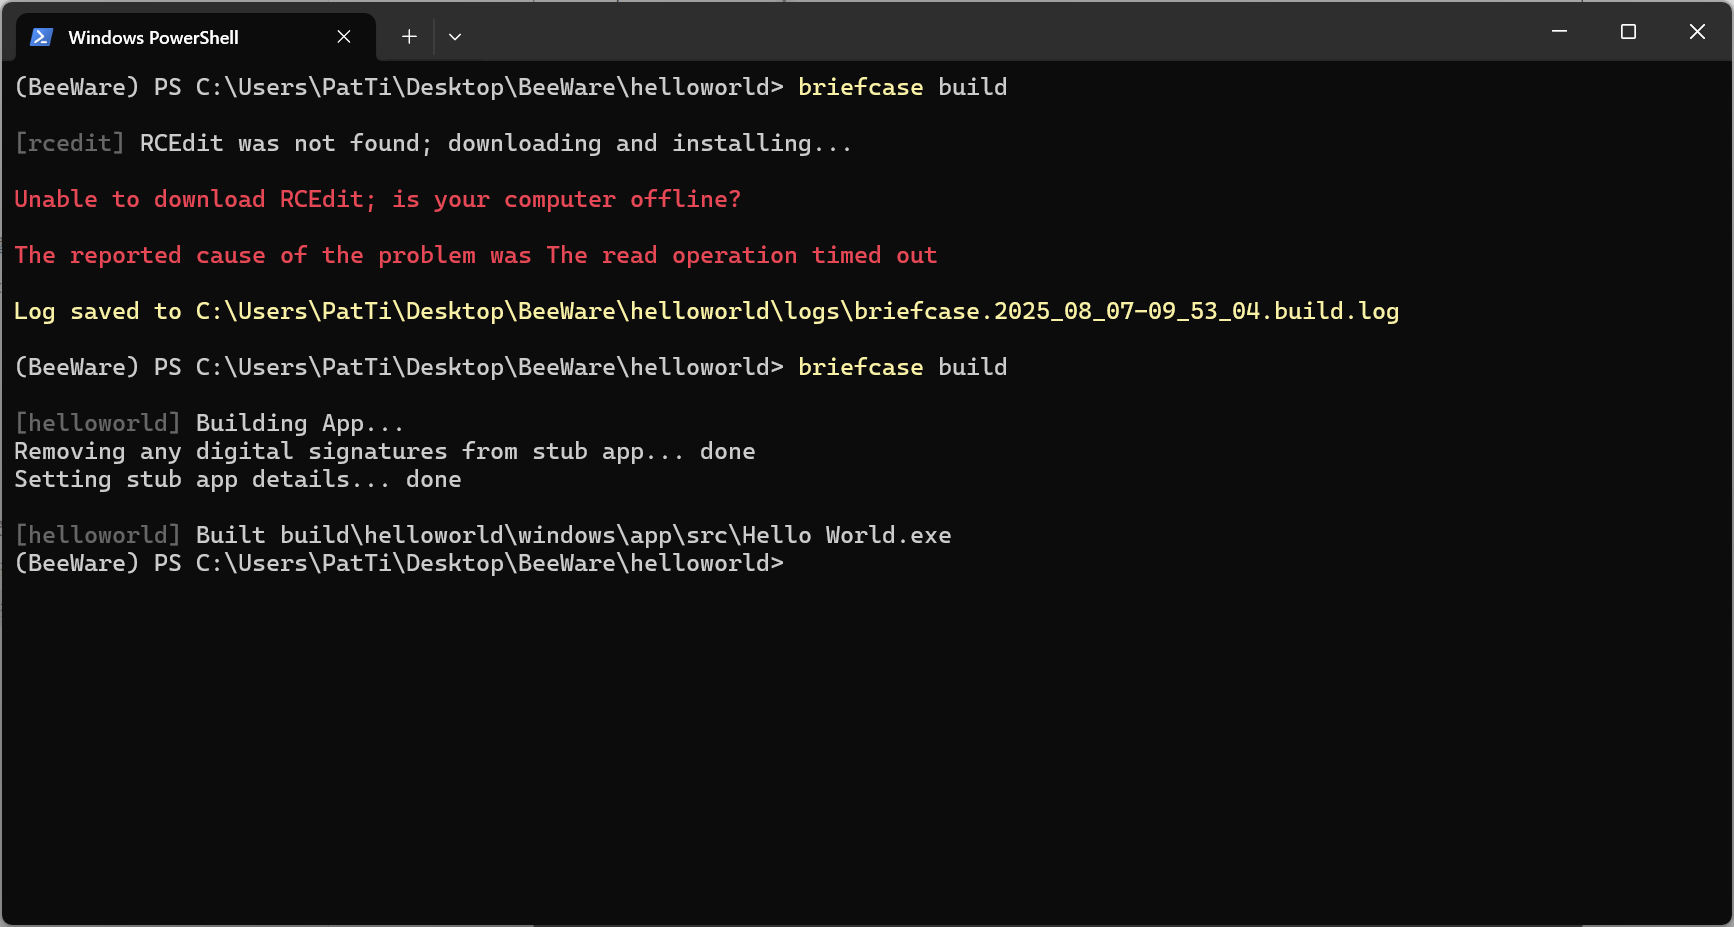 Windows PowerShell
(BeeWare) PS C:\Users\PatTi\Desktop\BeeWare\helloworld> briefcase build
[rcedit] RCEdit was not found; downloading and installing...
Unable to download RCEdit; is your computer offline?
The reported cause of the problem was The read operation timed out
Log saved to C:\Users\PatTi\Desktop\BeeWare\helloworld\logs\briefcase.2025_08_07-09_53_04.build.log
(BeeWare) PS C:\Users\PatTi\Desktop\BeeWare\helloworld> briefcase build
[helloworld] Building App...
Removing any digital signatures from stub app... done
Setting stub app details... done
[helloworld] Built build\helloworld\windows\app\src\Hello World.exe
(BeeWare) PS C:\Users\PatTi\Desktop\BeeWare\helloworld>